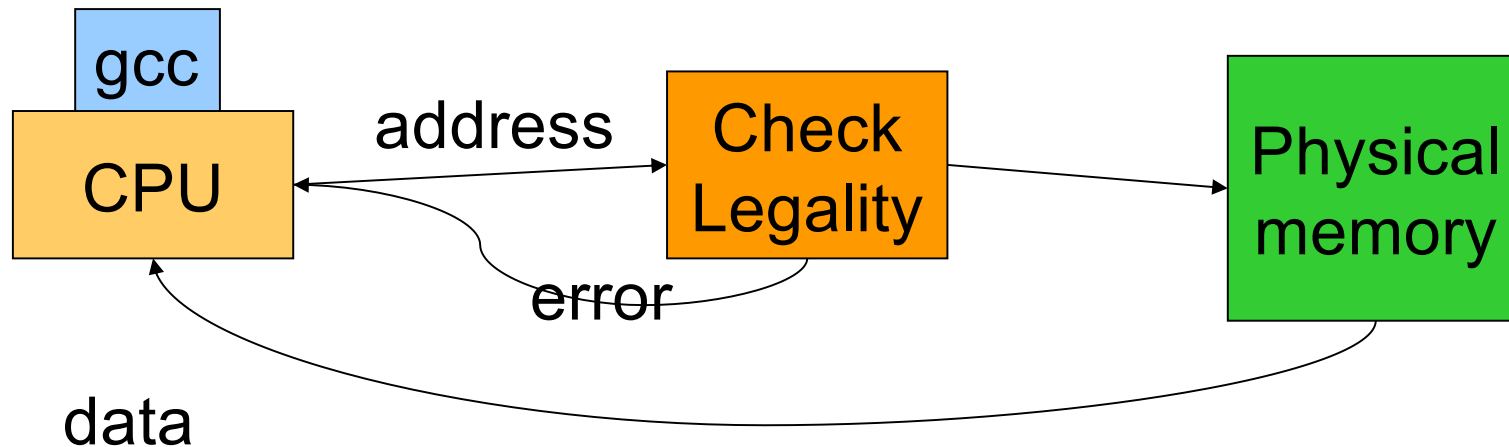 gcc
CPU
address
Check
Legality
Physical
memory
error
data